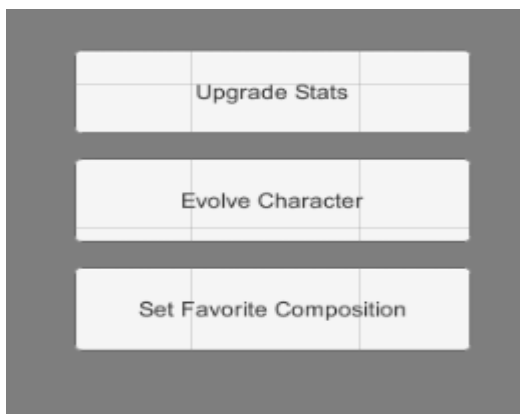 Upgrade Stats
Evolve Character
Set Favorite Composition